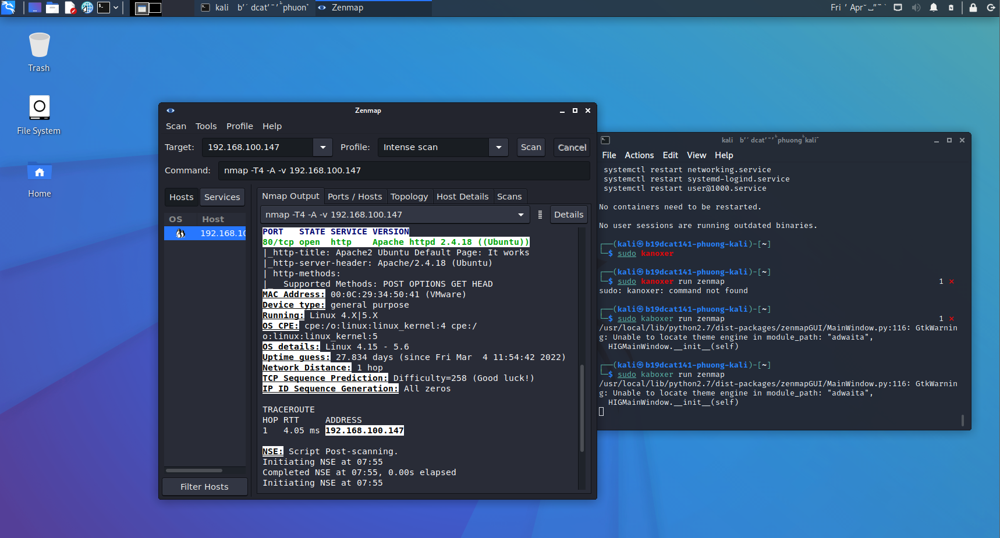 kali
Zenmap
Fri
Apr
Trash
File System
Home
Zenmap
Scan Tools Profile Help
Target: 192.168.100.147 Profile: Intense scan Scan Cancel
Command: nmap -T4 -A -v 192.168.100.147
Hosts Services
OS Host
192.168.10
Filter Hosts
Nmap Output Ports / Hosts Topology Host Details Scans
nmap -T4 -A -v 192.168.100.147 Details
PORT STATE SERVICE VERSION
80/tcp open http Apache httpd 2.4.18 ((Ubuntu))
|_http-title: Apache2 Ubuntu Default Page: It works
|_http-server-header: Apache/2.4.18 (Ubuntu)
| http-methods:
|_ Supported Methods: POST OPTIONS GET HEAD
MAC Address: 00:0C:29:34:50:41 (VMware)
Device type: general purpose
Running: Linux 4.X|5.X
OS CPE: cpe:/o:linux:linux_kernel:4 cpe:/
o:linux:linux_kernel:5
OS details: Linux 4.15 - 5.6
Uptime guess: 27.834 days (since Fri Mar 4 11:54:42 2022)
Network Distance: 1 hop
TCP Sequence Prediction: Difficulty=258 (Good luck!)
IP ID Sequence Generation: All zeros
TRACEROUTE
HOP RTT ADDRESS
1 4.05 ms 192.168.100.147
NSE: Script Post-scanning.
Initiating NSE at 07:55
Completed NSE at 07:55, 0.00s elapsed
Initiating NSE at 07:55
kali
File Actions Edit View Help
systemctl restart networking.service
systemctl restart systemd-logind.service
systemctl restart user@1000.service
No containers need to be restarted.
No user sessions are running outdated binaries.
┌──(kali㉿b19dcat141-phuong-kali)-[~]
└─$ sudo kanoxer
┌──(kali㉿b19dcat141-phuong-kali)-[~]
└─$ sudo kanoxer run zenmap 1 ⨯
sudo: kanoxer: command not found
┌──(kali㉿b19dcat141-phuong-kali)-[~]
└─$ sudo kaboxer run zenmap 1 ⨯
/usr/local/lib/python2.7/dist-packages/zenmapGUI/MainWindow.py:116: GtkWarnin
g: Unable to locate theme engine in module_path: "adwaita",
HIGMainWindow.__init__(self)
┌──(kali㉿b19dcat141-phuong-kali)-[~]
└─$ sudo kaboxer run zenmap
/usr/local/lib/python2.7/dist-packages/zenmapGUI/MainWindow.py:116: GtkWarnin
g: Unable to locate theme engine in module_path: "adwaita",
HIGMainWindow.__init__(self)